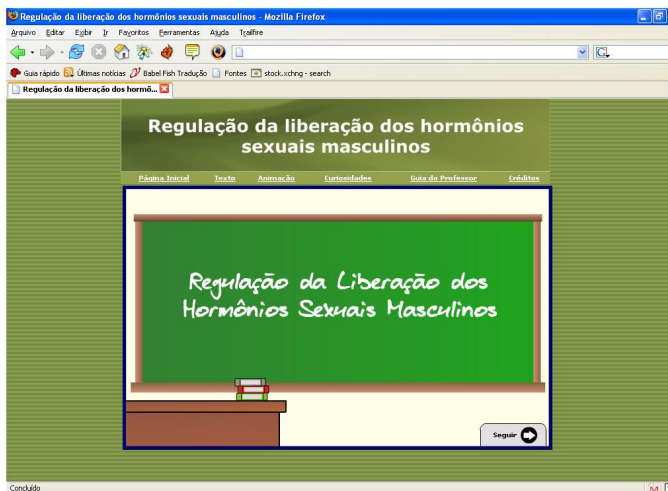 Regulação da liberação dos hormônios sexuais masculinos - Mozilla Firefox
Arquivo Editar Exibir Ir Favoritos Ferramentas Ajuda Trailfire
Guia rápido Últimas notícias Babel Fish Tradução Fontes stock.xchng - search
Regulação da liberação dos hormô...
Regulação da liberação dos hormônios
sexuais masculinos
Página Inicial Texto Animação Curiosidades Guia do Professor Créditos
Regulação da Liberação dos
Hormônios Sexuais Masculinos
Seguir
Concluído